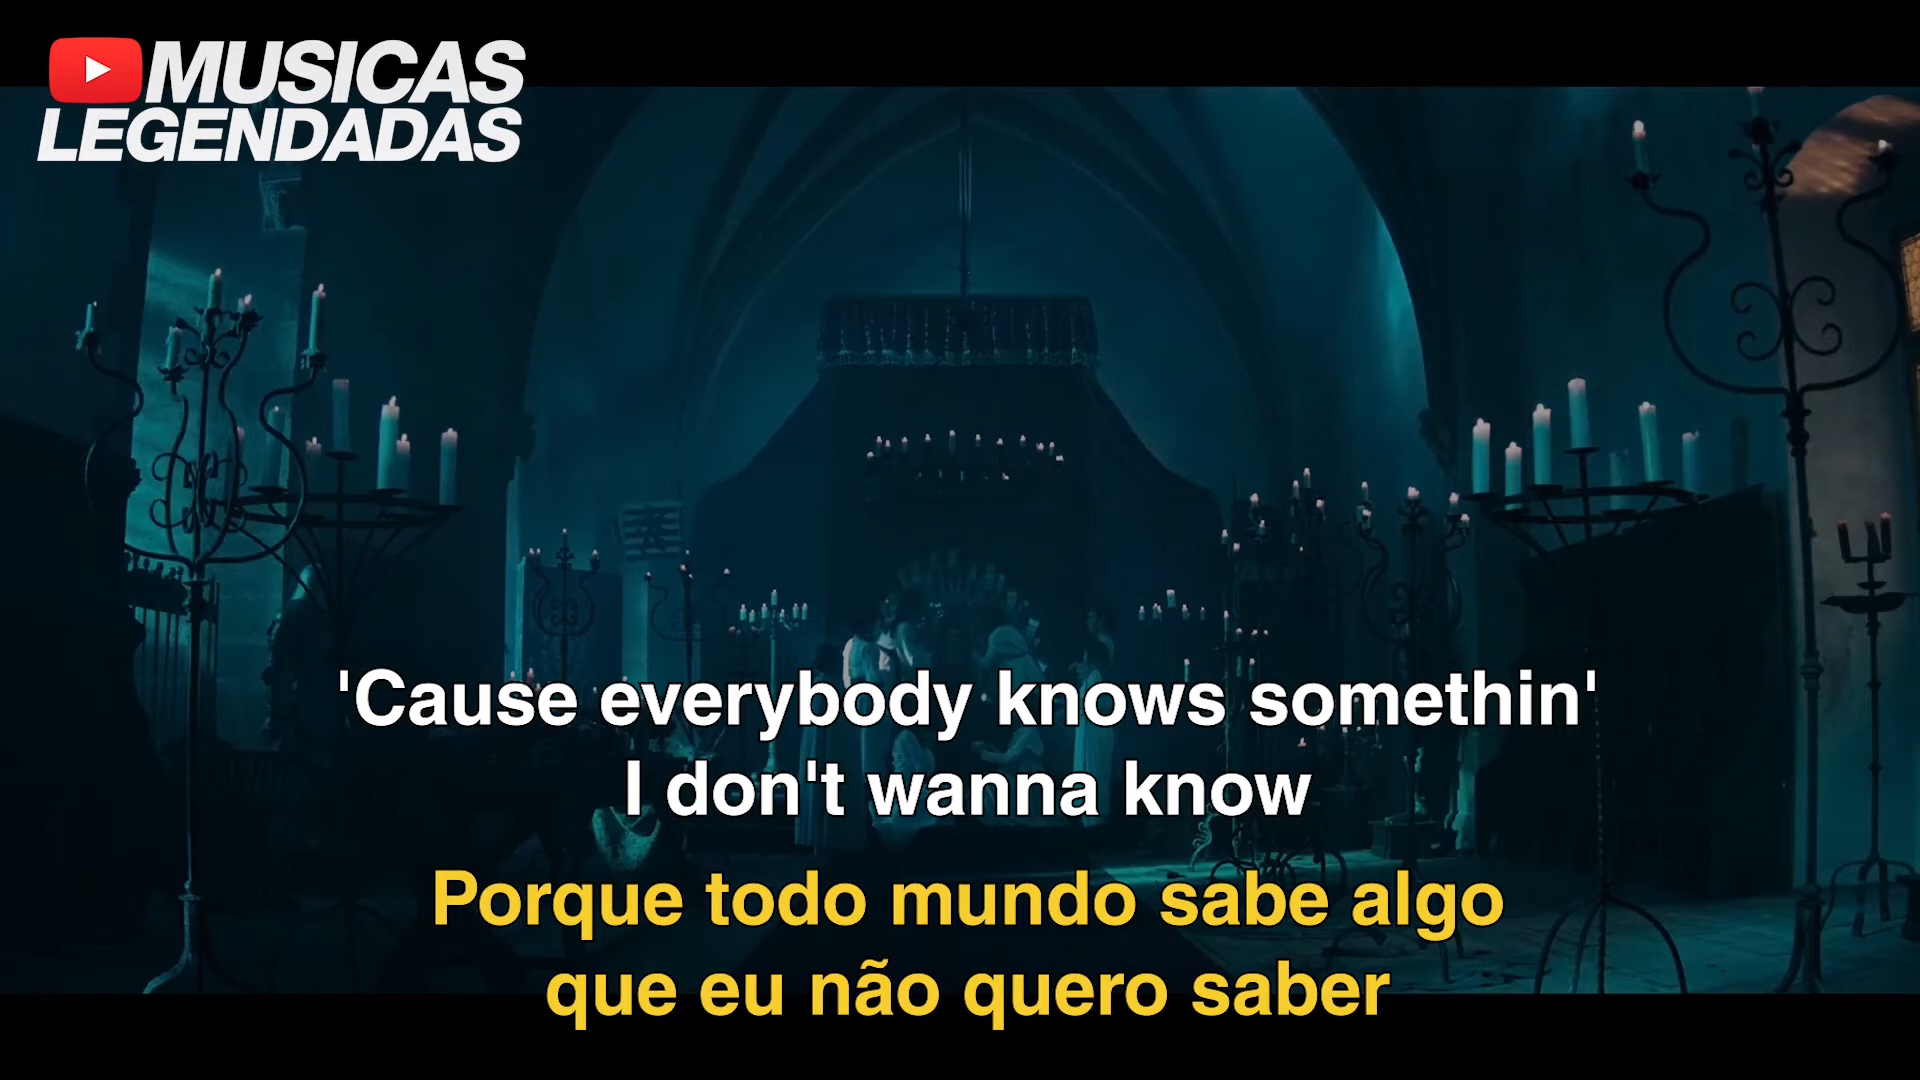 MUSICAS
LEGENDADAS
'Cause everybody knows somethin'
I don't wanna know
Porque todo mundo sabe algo
que eu não quero saber